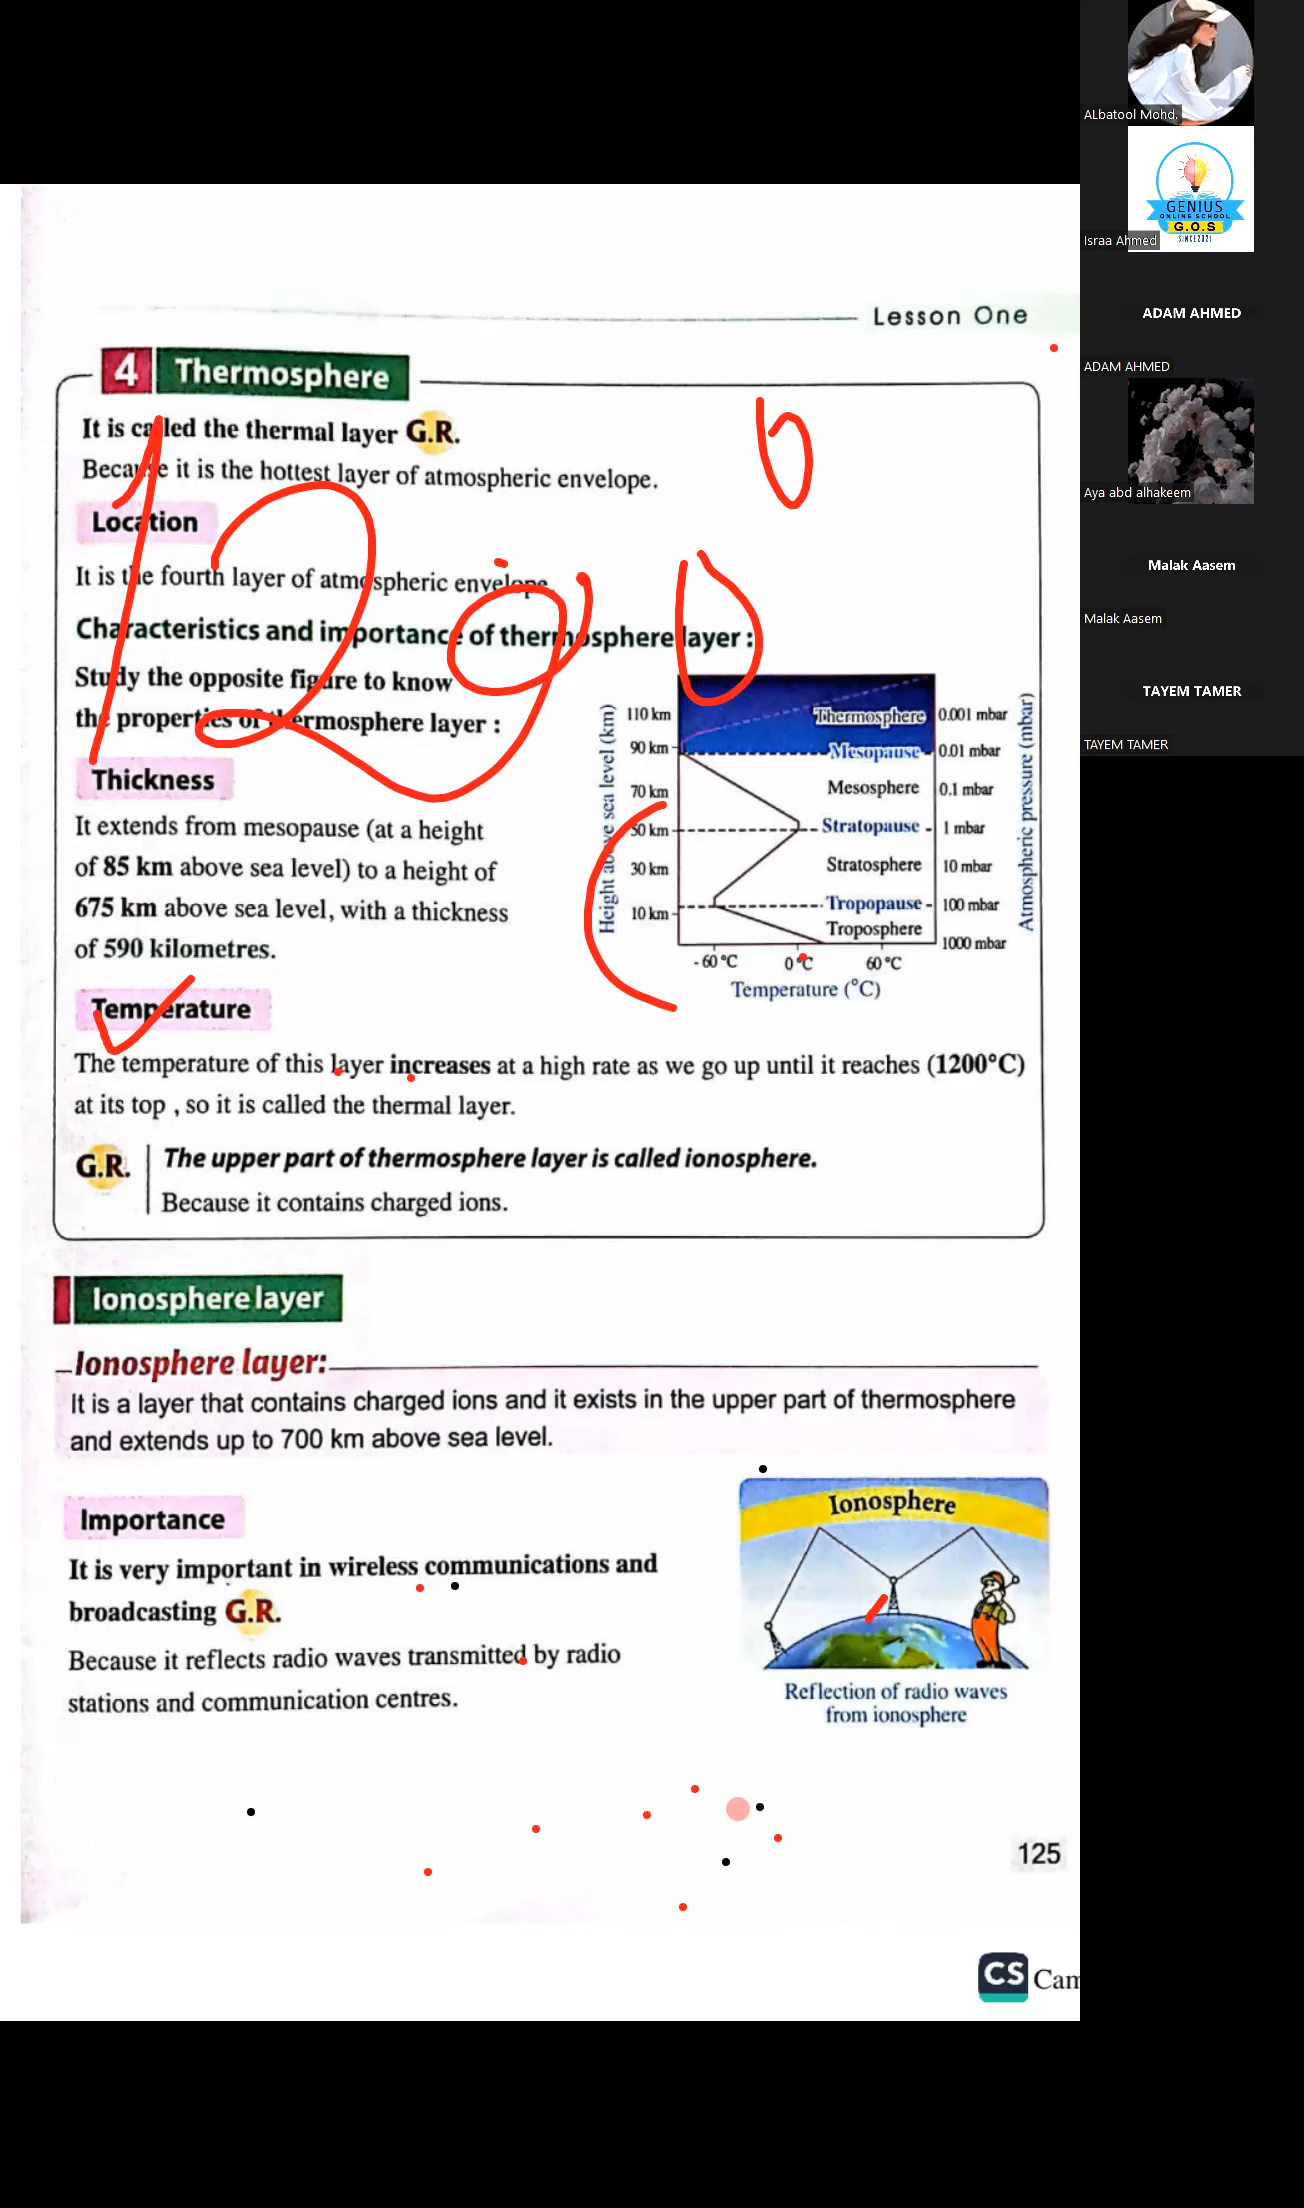 Lesson One
4 Thermosphere
It is called the thermal layer G.R.
Because it is the hottest layer of atmospheric envelope.
Location
It is the fourth layer of atmospheric envelope.
Characteristics and importance of thermosphere layer :
Study the opposite figure to know
the properties of thermosphere layer :
Thickness
It extends from mesopause (at a height
of 85 km above sea level) to a height of
675 km above sea level, with a thickness
of 590 kilometres.
Height above sea level (km)
110 km
90 km
70 km
50 km
30 km
10 km
Thermosphere
Mesopause
Mesosphere
Stratopause
Stratosphere
Tropopause
Troposphere
0.001 mbar
0.01 mbar
0.1 mbar
1 mbar
10 mbar
100 mbar
1000 mbar
Atmospheric pressure (mbar)
- 60 °C 0 °C 60 °C
Temperature (°C)
1200
Temperature
The temperature of this layer increases at a high rate as we go up until it reaches (1200°C)
at its top , so it is called the thermal layer.
G.R. The upper part of thermosphere layer is called ionosphere.
Because it contains charged ions.
Ionosphere layer
Ionosphere layer:
It is a layer that contains charged ions and it exists in the upper part of thermosphere
and extends up to 700 km above sea level.
Importance
It is very important in wireless communications and
broadcasting G.R.
Because it reflects radio waves transmitted by radio
stations and communication centres.
Ionosphere
Reflection of radio waves
from ionosphere
125
CS Cam
ALbatool Mohd.
GENIUS
ONLINE SCHOOL
G.O.S
SINCE2021
Israa Ahmed
ADAM AHMED
ADAM AHMED
Aya abd alhakeem
Malak Aasem
Malak Aasem
TAYEM TAMER
TAYEM TAMER